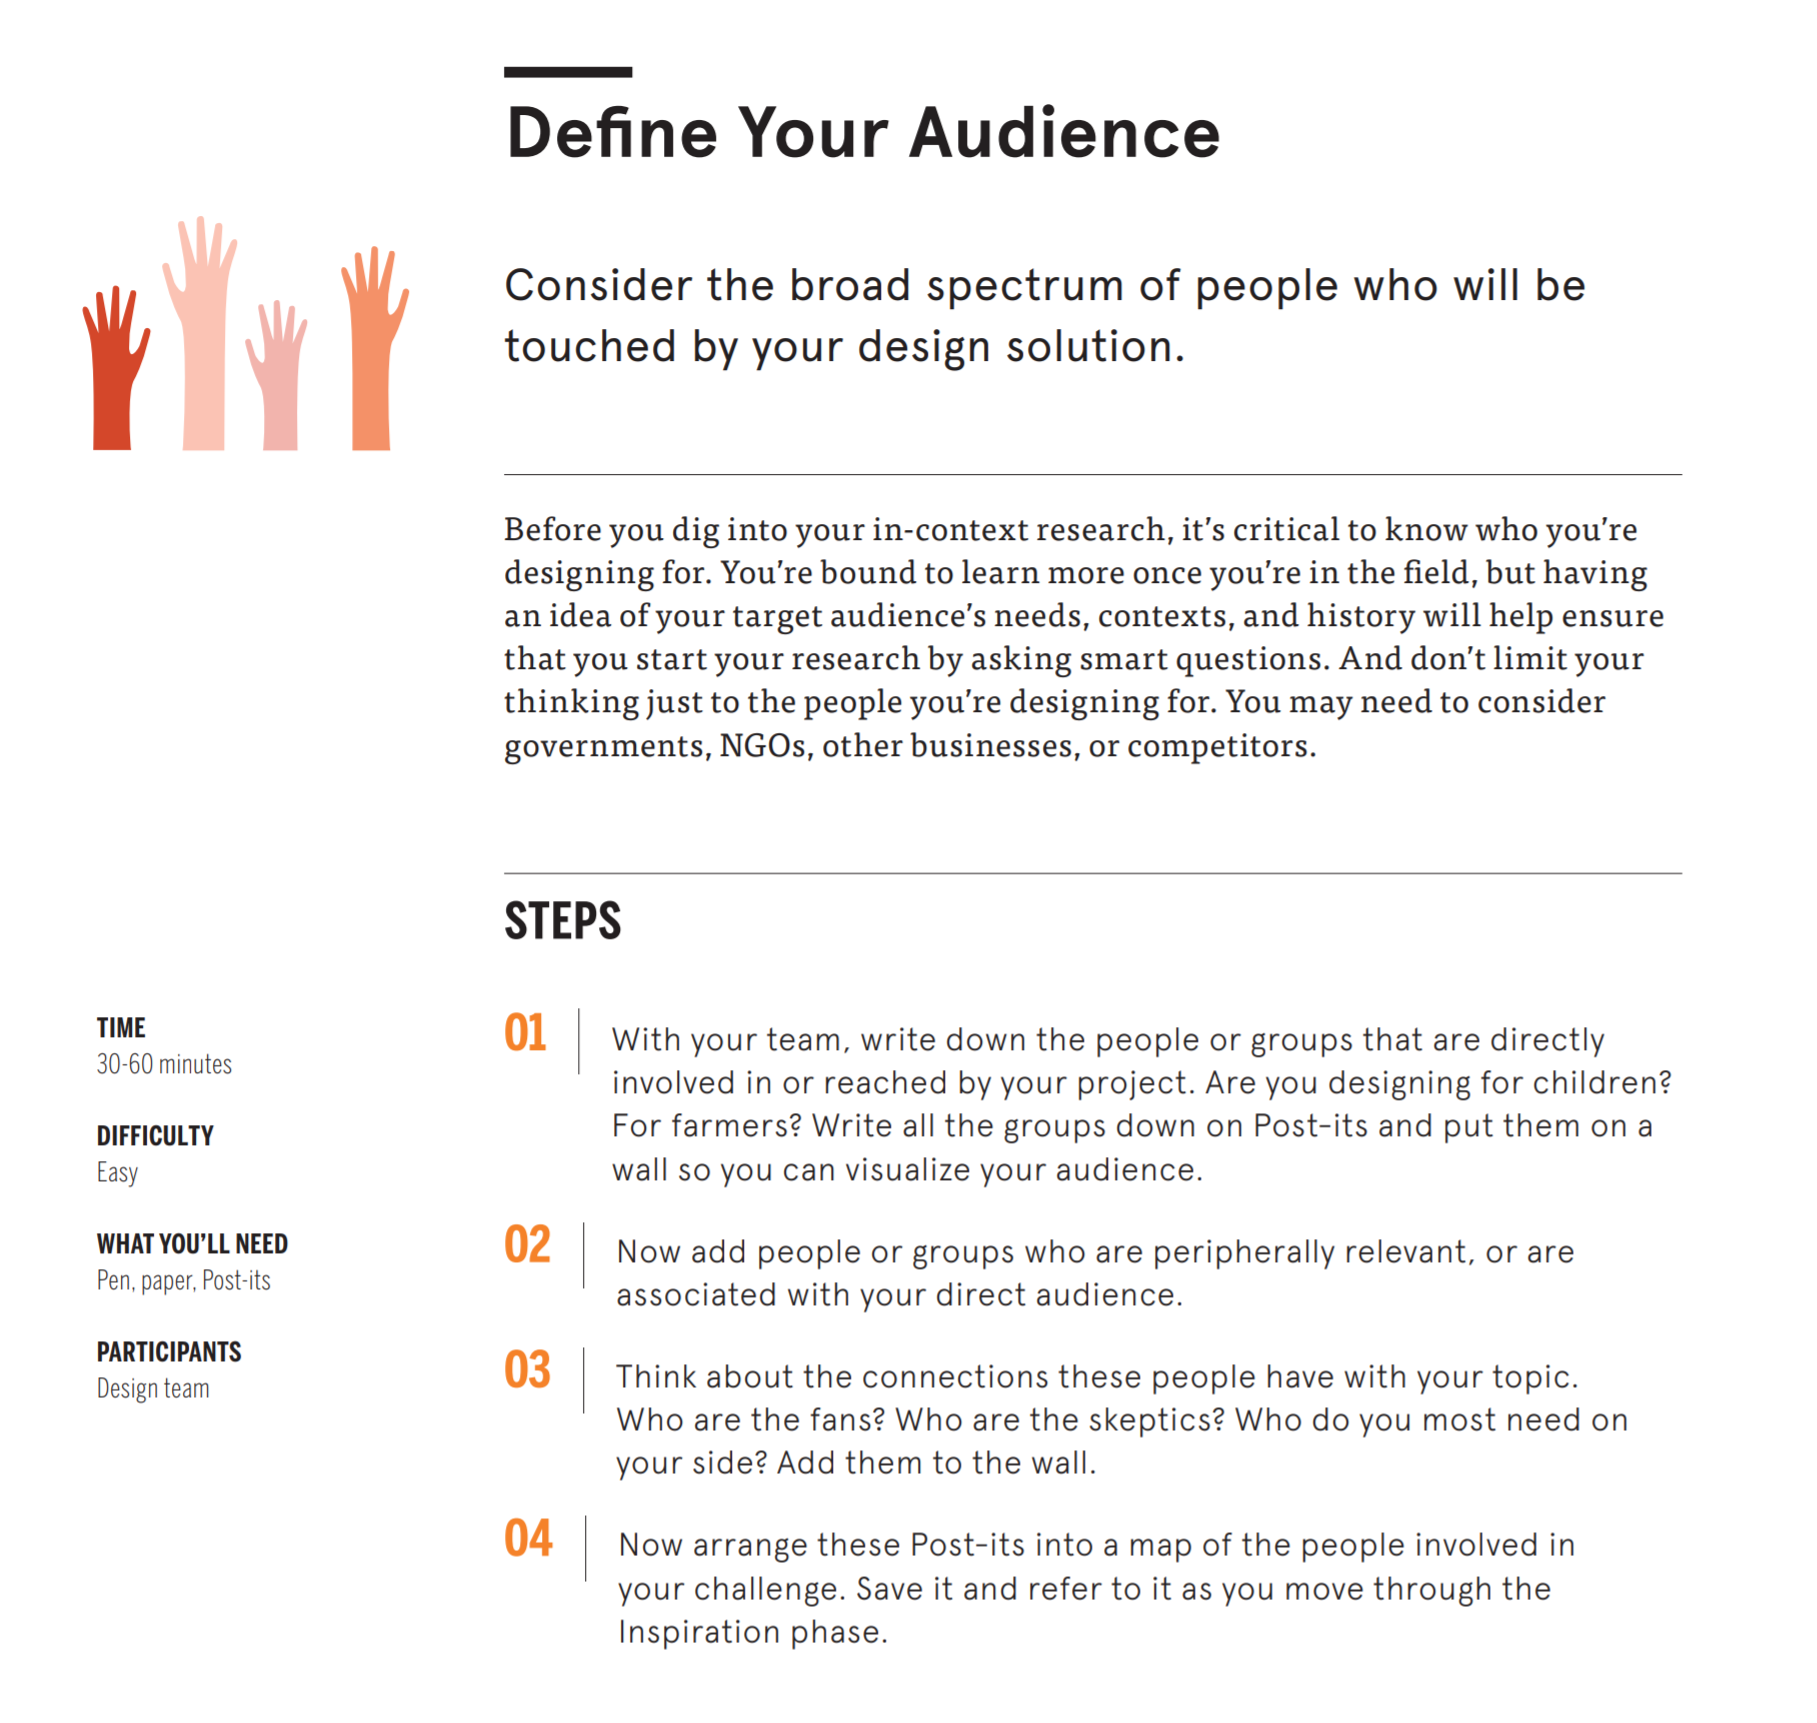 Define Your Audience
Consider the broad spectrum of people who will be
touched by your design solution.
Before you dig into your in-context research, it’s critical to know who you’re
designing for. You’re bound to learn more once you’re in the field, but having
an idea of your target audience’s needs, contexts, and history will help ensure
that you start your research by asking smart questions. And don’t limit your
thinking just to the people you’re designing for. You may need to consider
governments, NGOs, other businesses, or competitors.
STEPS
TIME
30-60 minutes
DIFFICULTY
Easy
WHAT YOU’LL NEED
Pen, paper, Post-its
PARTICIPANTS
Design team
01
With your team, write down the people or groups that are directly
involved in or reached by your project. Are you designing for children?
For farmers? Write all the groups down on Post-its and put them on a
wall so you can visualize your audience.
02
Now add people or groups who are peripherally relevant, or are
associated with your direct audience.
03
Think about the connections these people have with your topic.
Who are the fans? Who are the skeptics? Who do you most need on
your side? Add them to the wall.
04
Now arrange these Post-its into a map of the people involved in
your challenge. Save it and refer to it as you move through the
Inspiration phase.